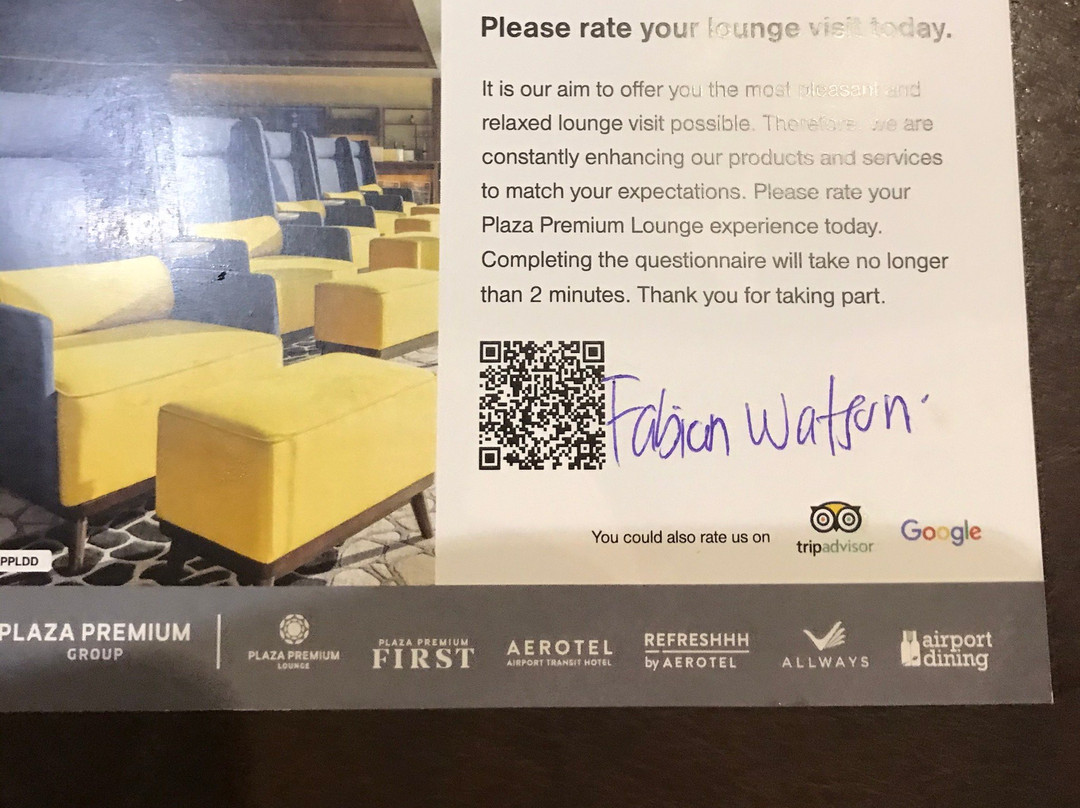 Please rate your lounge visit today.
It is our aim to offer you the most pleasant and
relaxed lounge visit possible. Therefore, we are
constantly enhancing our products and services
to match your expectations. Please rate your
Plaza Premium Lounge experience today.
Completing the questionnaire will take no longer
than 2 minutes. Thank you for taking part.
Fabian Watson.
You could also rate us on
tripadvisor
Google
PPLDD
PLAZA PREMIUM
GROUP
PLAZA PREMIUM
LOUNGE
PLAZA PREMIUM
FIRST
AEROTEL
AIRPORT TRANSIT HOTEL
REFRESHHH
by AEROTEL
ALLWAYS
airport
dining